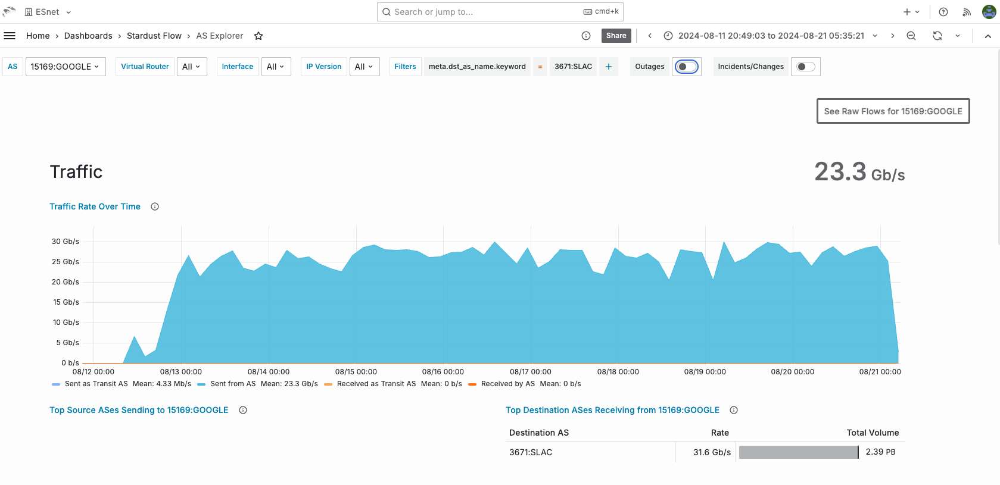 ESnet Search or jump to... cmd+k
Home › Dashboards › Stardust Flow › AS Explorer Share 2024-08-11 20:49:03 to 2024-08-21 05:35:21
AS 15169:GOOGLE Virtual Router All Interface All IP Version All Filters meta.dst_as_name.keyword = 3671:SLAC + Outages Incidents/Changes
See Raw Flows for 15169:GOOGLE
Traffic 23.3 Gb/s
Traffic Rate Over Time
30 Gb/s
25 Gb/s
20 Gb/s
15 Gb/s
10 Gb/s
5 Gb/s
0 b/s
08/12 00:00 08/13 00:00 08/14 00:00 08/15 00:00 08/16 00:00 08/17 00:00 08/18 00:00 08/19 00:00 08/20 00:00 08/21 00:00
Sent as Transit AS Mean: 4.33 Mb/s Sent from AS Mean: 23.3 Gb/s Received as Transit AS Mean: 0 b/s Received by AS Mean: 0 b/s
Top Source ASes Sending to 15169:GOOGLE
Top Destination ASes Receiving from 15169:GOOGLE
Destination AS Rate Total Volume
3671:SLAC 31.6 Gb/s 2.39 PB